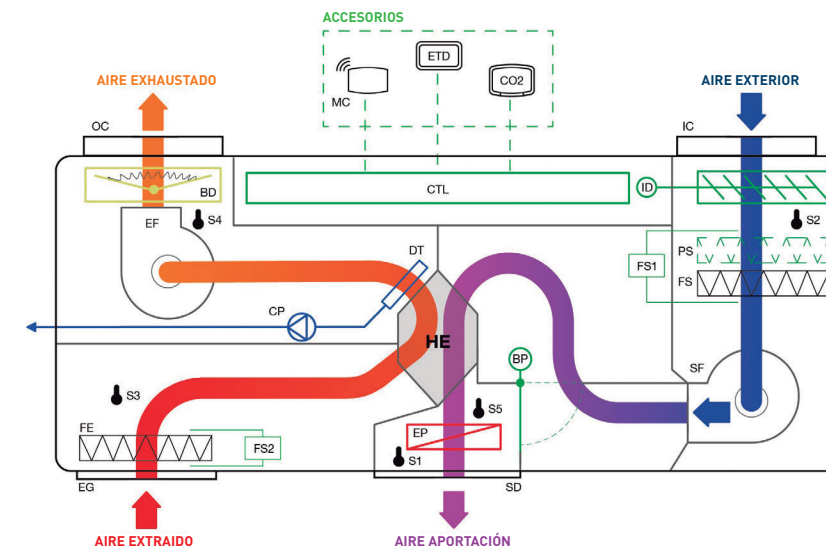 ACCESORIOS
ETD
CO2
MC
AIRE EXHAUSTADO
AIRE EXTERIOR
OC
IC
BD
CTL
ID
EF
S4
S2
DT
FS1
PS
FS
CP
HE
BP
SF
S3
S5
FE
FS2
EP
S1
EG
SD
AIRE EXTRAIDO
AIRE APORTACIÓN